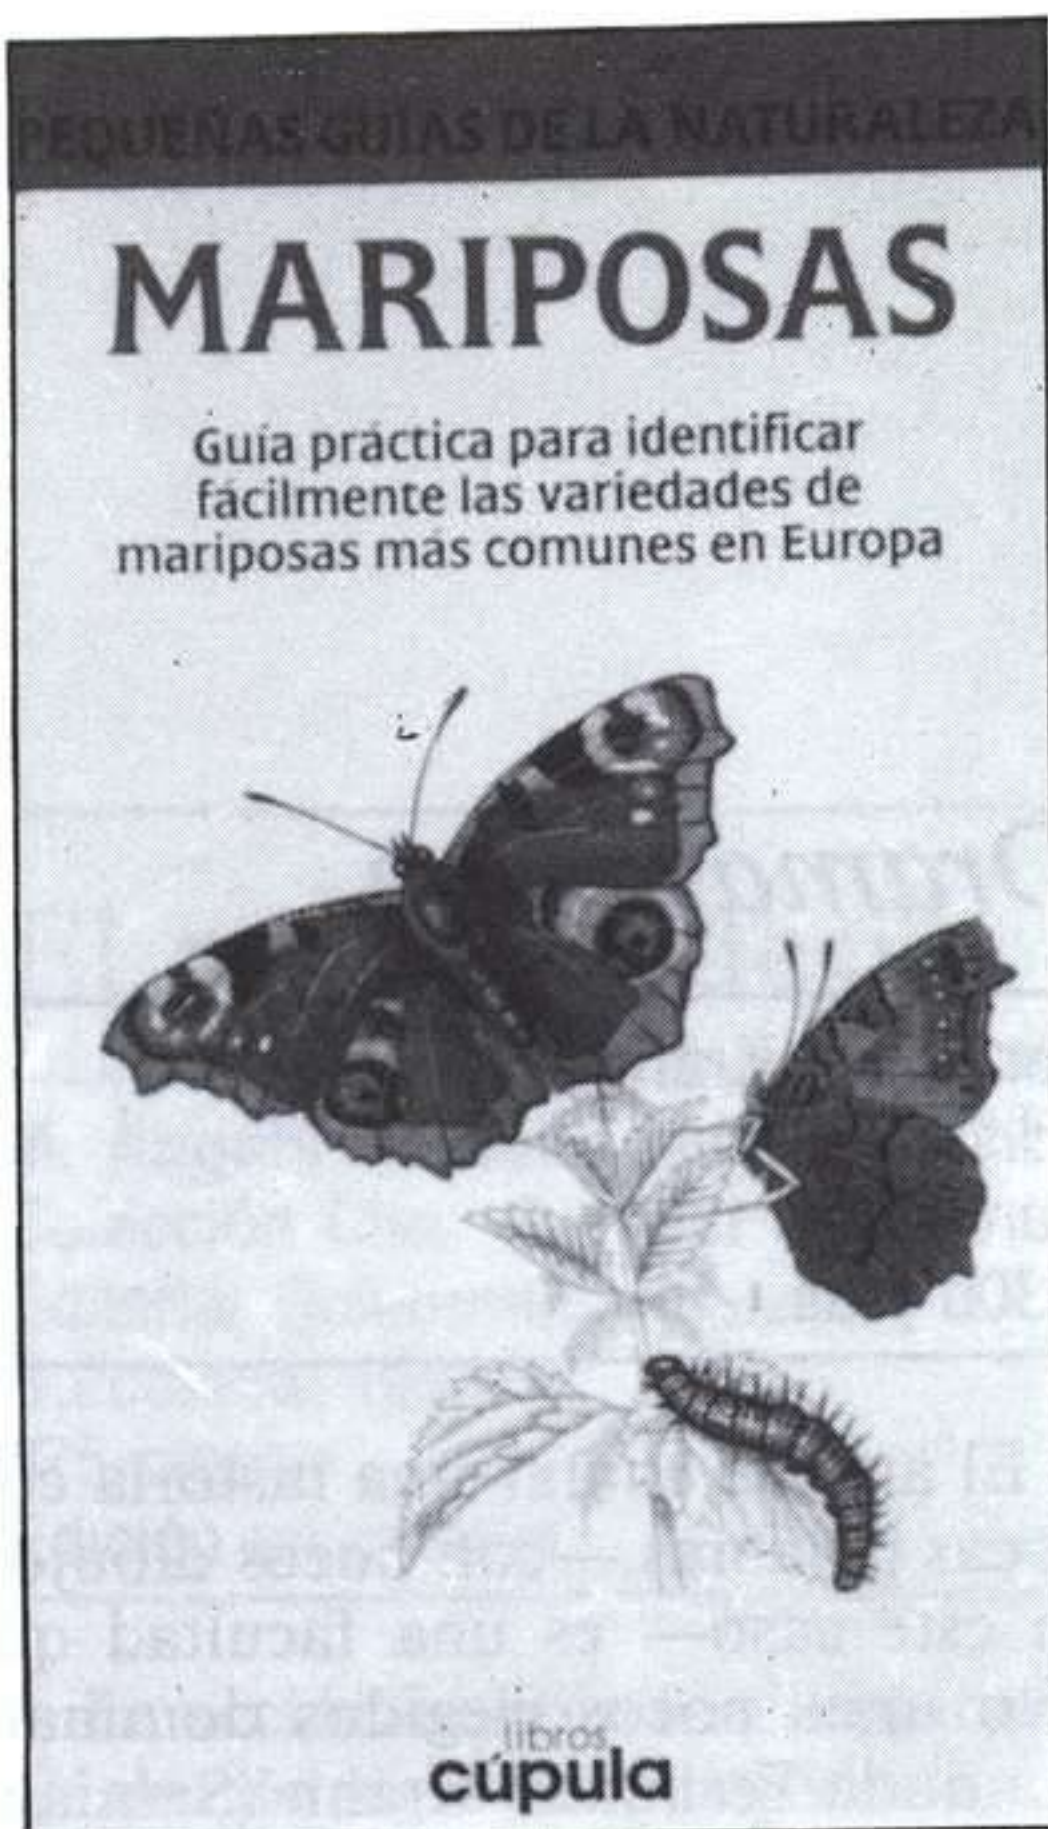 PEQUEÑAS GUÍAS DE LA NATURALEZA
MARIPOSAS
Guía práctica para identificar
fácilmente las variedades de
mariposas más comunes en Europa
libros
cúpula